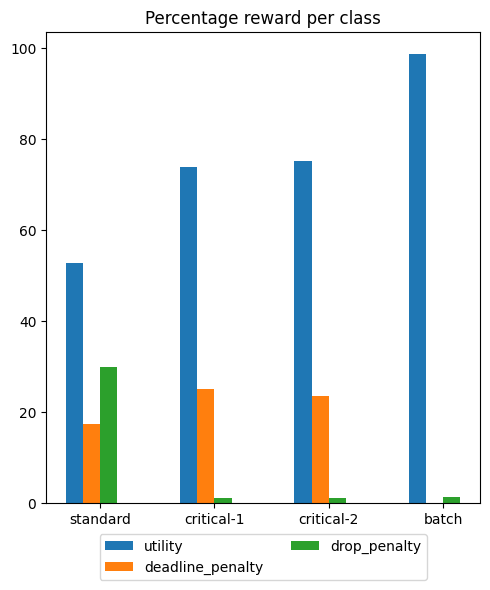 Percentage reward per class
100
80
60
40
20
0
standard critical-1 critical-2 batch
utility drop_penalty
deadline_penalty